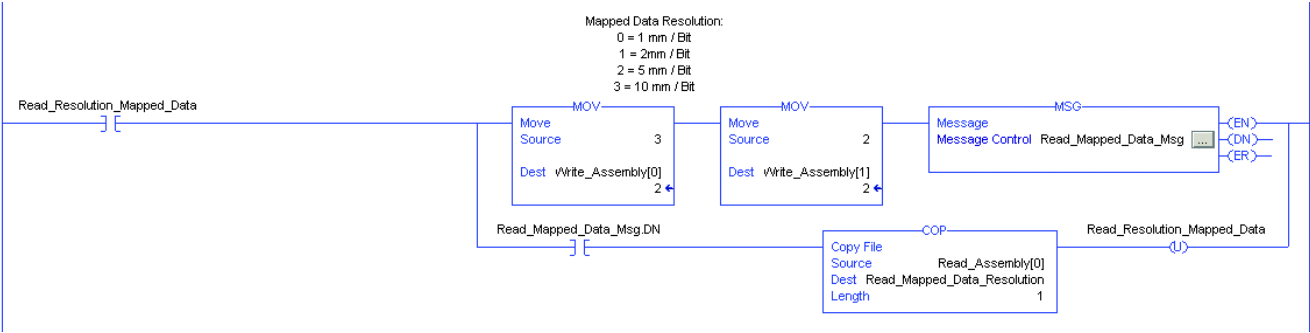 Mapped Data Resolution:
0 = 1 mm / Bit
1 = 2mm / Bit
2 = 5 mm / Bit
3 = 10 mm / Bit
Read_Resolution_Mapped_Data
MOV
Move
Source 3
Dest Write_Assembly[0]
2
MOV
Move
Source 2
Dest Write_Assembly[1]
2
MSG
Message
Message Control Read_Mapped_Data_Msg ...
EN
DN
ER
Read_Mapped_Data_Msg.DN
COP
Copy File
Source Read_Assembly[0]
Dest Read_Mapped_Data_Resolution
Length 1
Read_Resolution_Mapped_Data
U